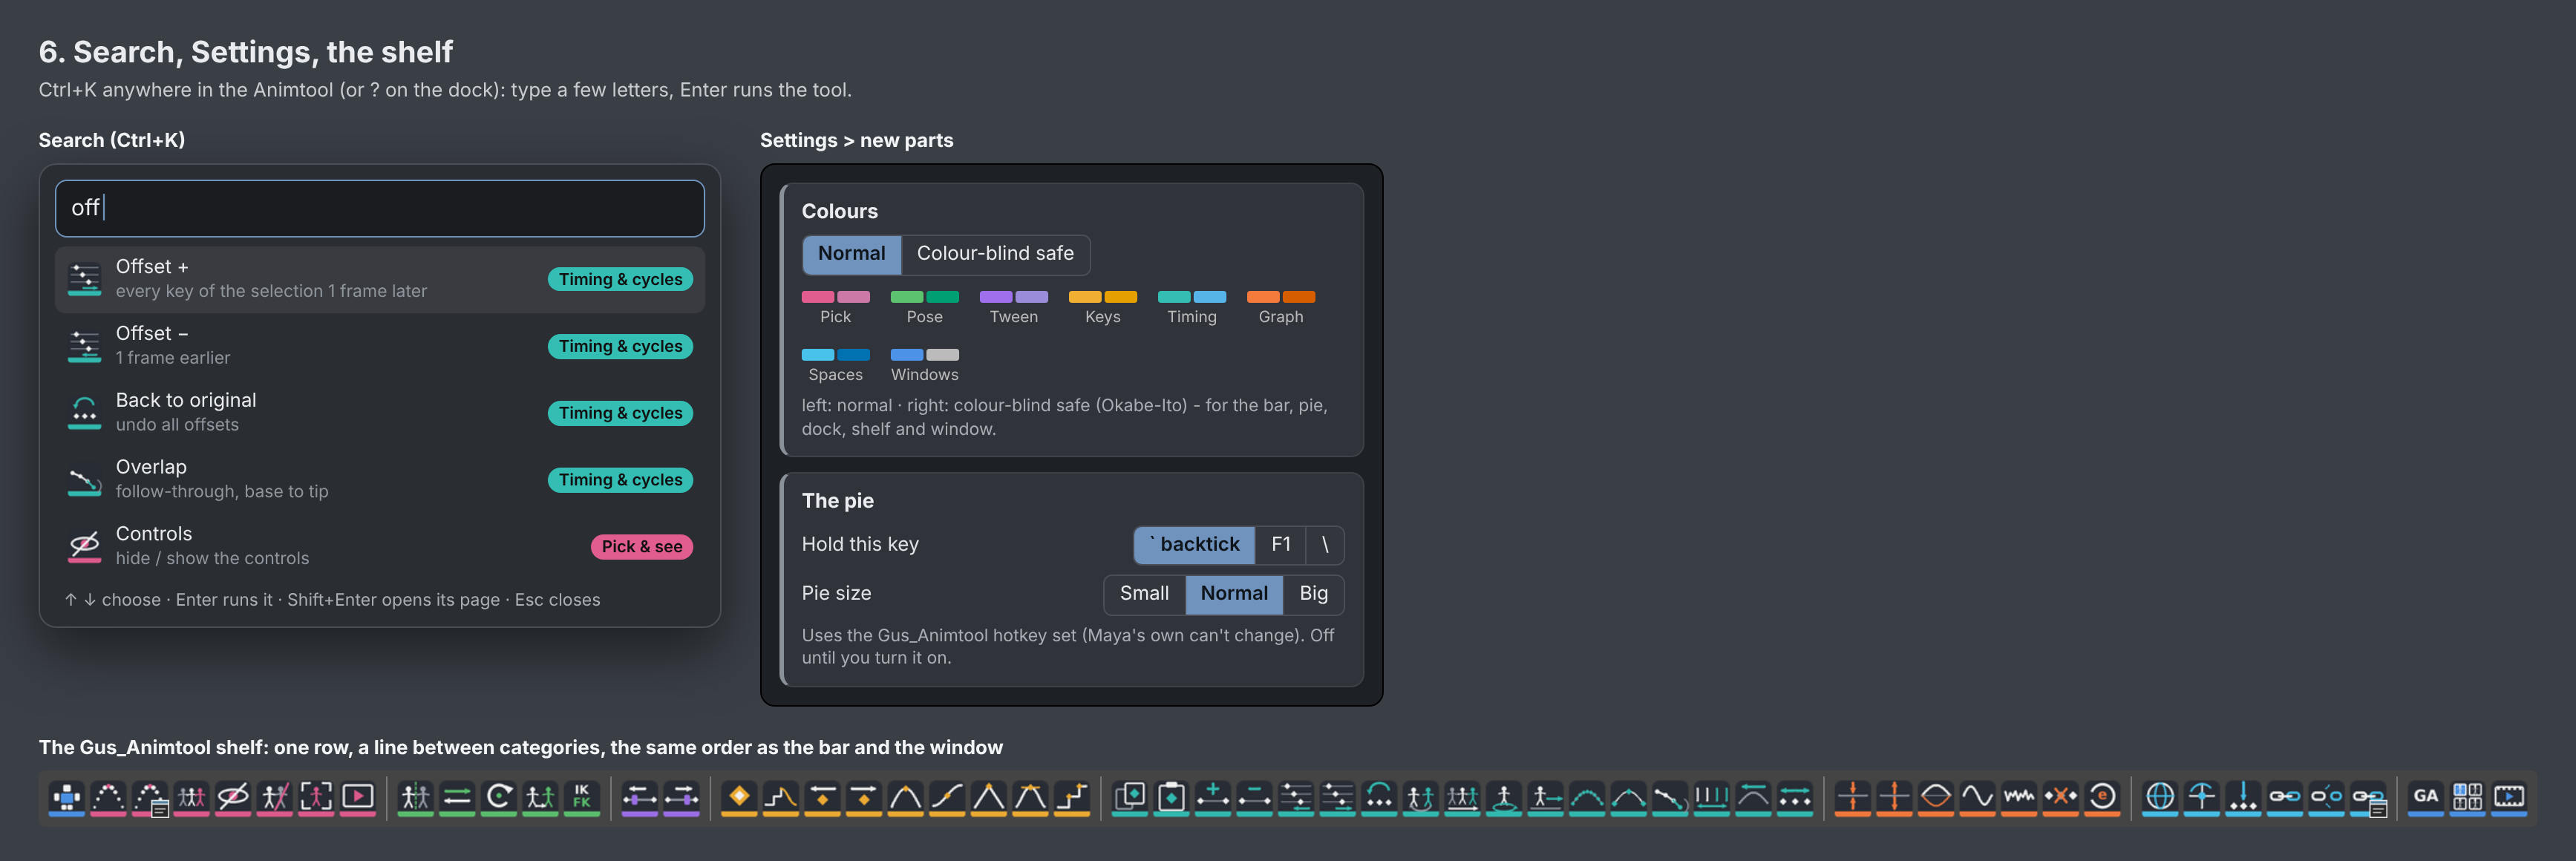 6. Search, Settings, the shelf
Ctrl+K anywhere in the Animtool (or ? on the dock): type a few letters, Enter runs the tool.
Search (Ctrl+K)
off
Offset +
every key of the selection 1 frame later
Timing & cycles
Offset −
1 frame earlier
Timing & cycles
Back to original
undo all offsets
Timing & cycles
Overlap
follow-through, base to tip
Timing & cycles
Controls
hide / show the controls
Pick & see
↑ ↓ choose · Enter runs it · Shift+Enter opens its page · Esc closes
Settings > new parts
Colours
Normal Colour-blind safe
Pick Pose Tween Keys Timing Graph
Spaces Windows
left: normal · right: colour-blind safe (Okabe-Ito) - for the bar, pie,
dock, shelf and window.
The pie
Hold this key ` backtick F1 \
Pie size Small Normal Big
Uses the Gus_Animtool hotkey set (Maya's own can't change). Off
until you turn it on.
The Gus_Animtool shelf: one row, a line between categories, the same order as the bar and the window
IK
FK
e
GA